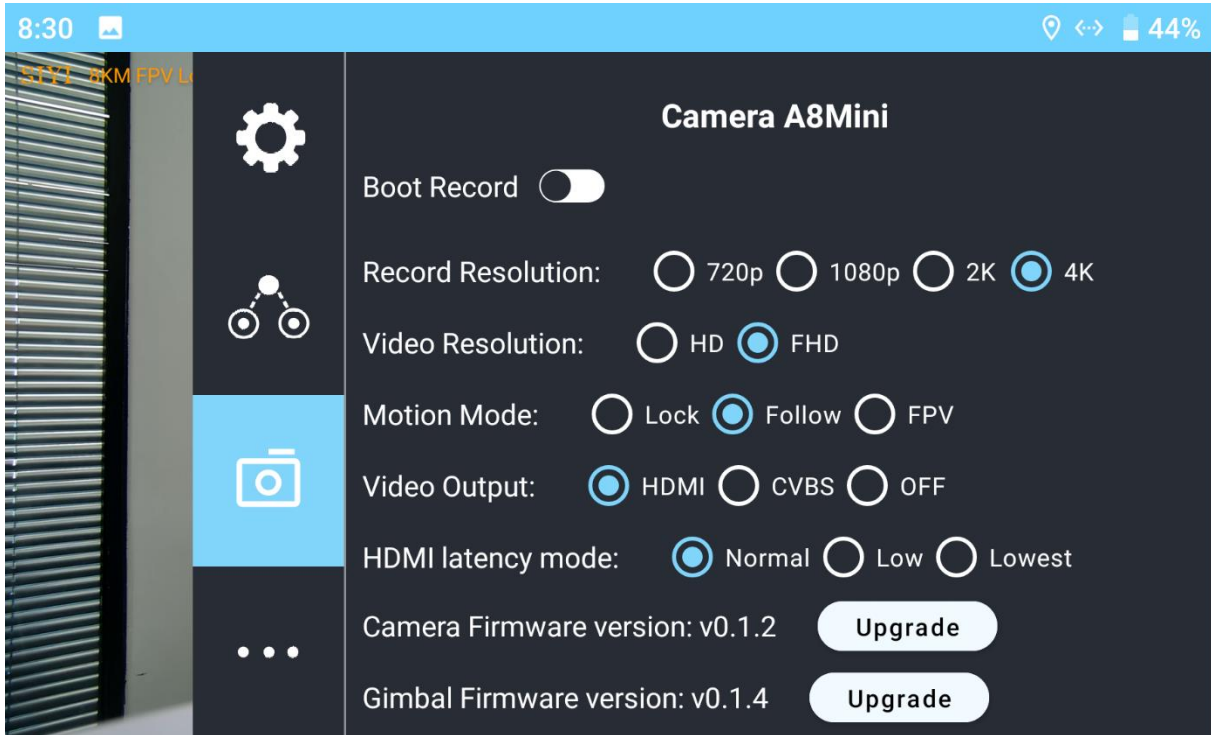 8:30 44%
SIYI 8KM FPV
Camera A8Mini
Boot Record
Record Resolution: 720p 1080p 2K 4K
Video Resolution: HD FHD
Motion Mode: Lock Follow FPV
Video Output: HDMI CVBS OFF
HDMI latency mode: Normal Low Lowest
Camera Firmware version: v0.1.2 Upgrade
Gimbal Firmware version: v0.1.4 Upgrade